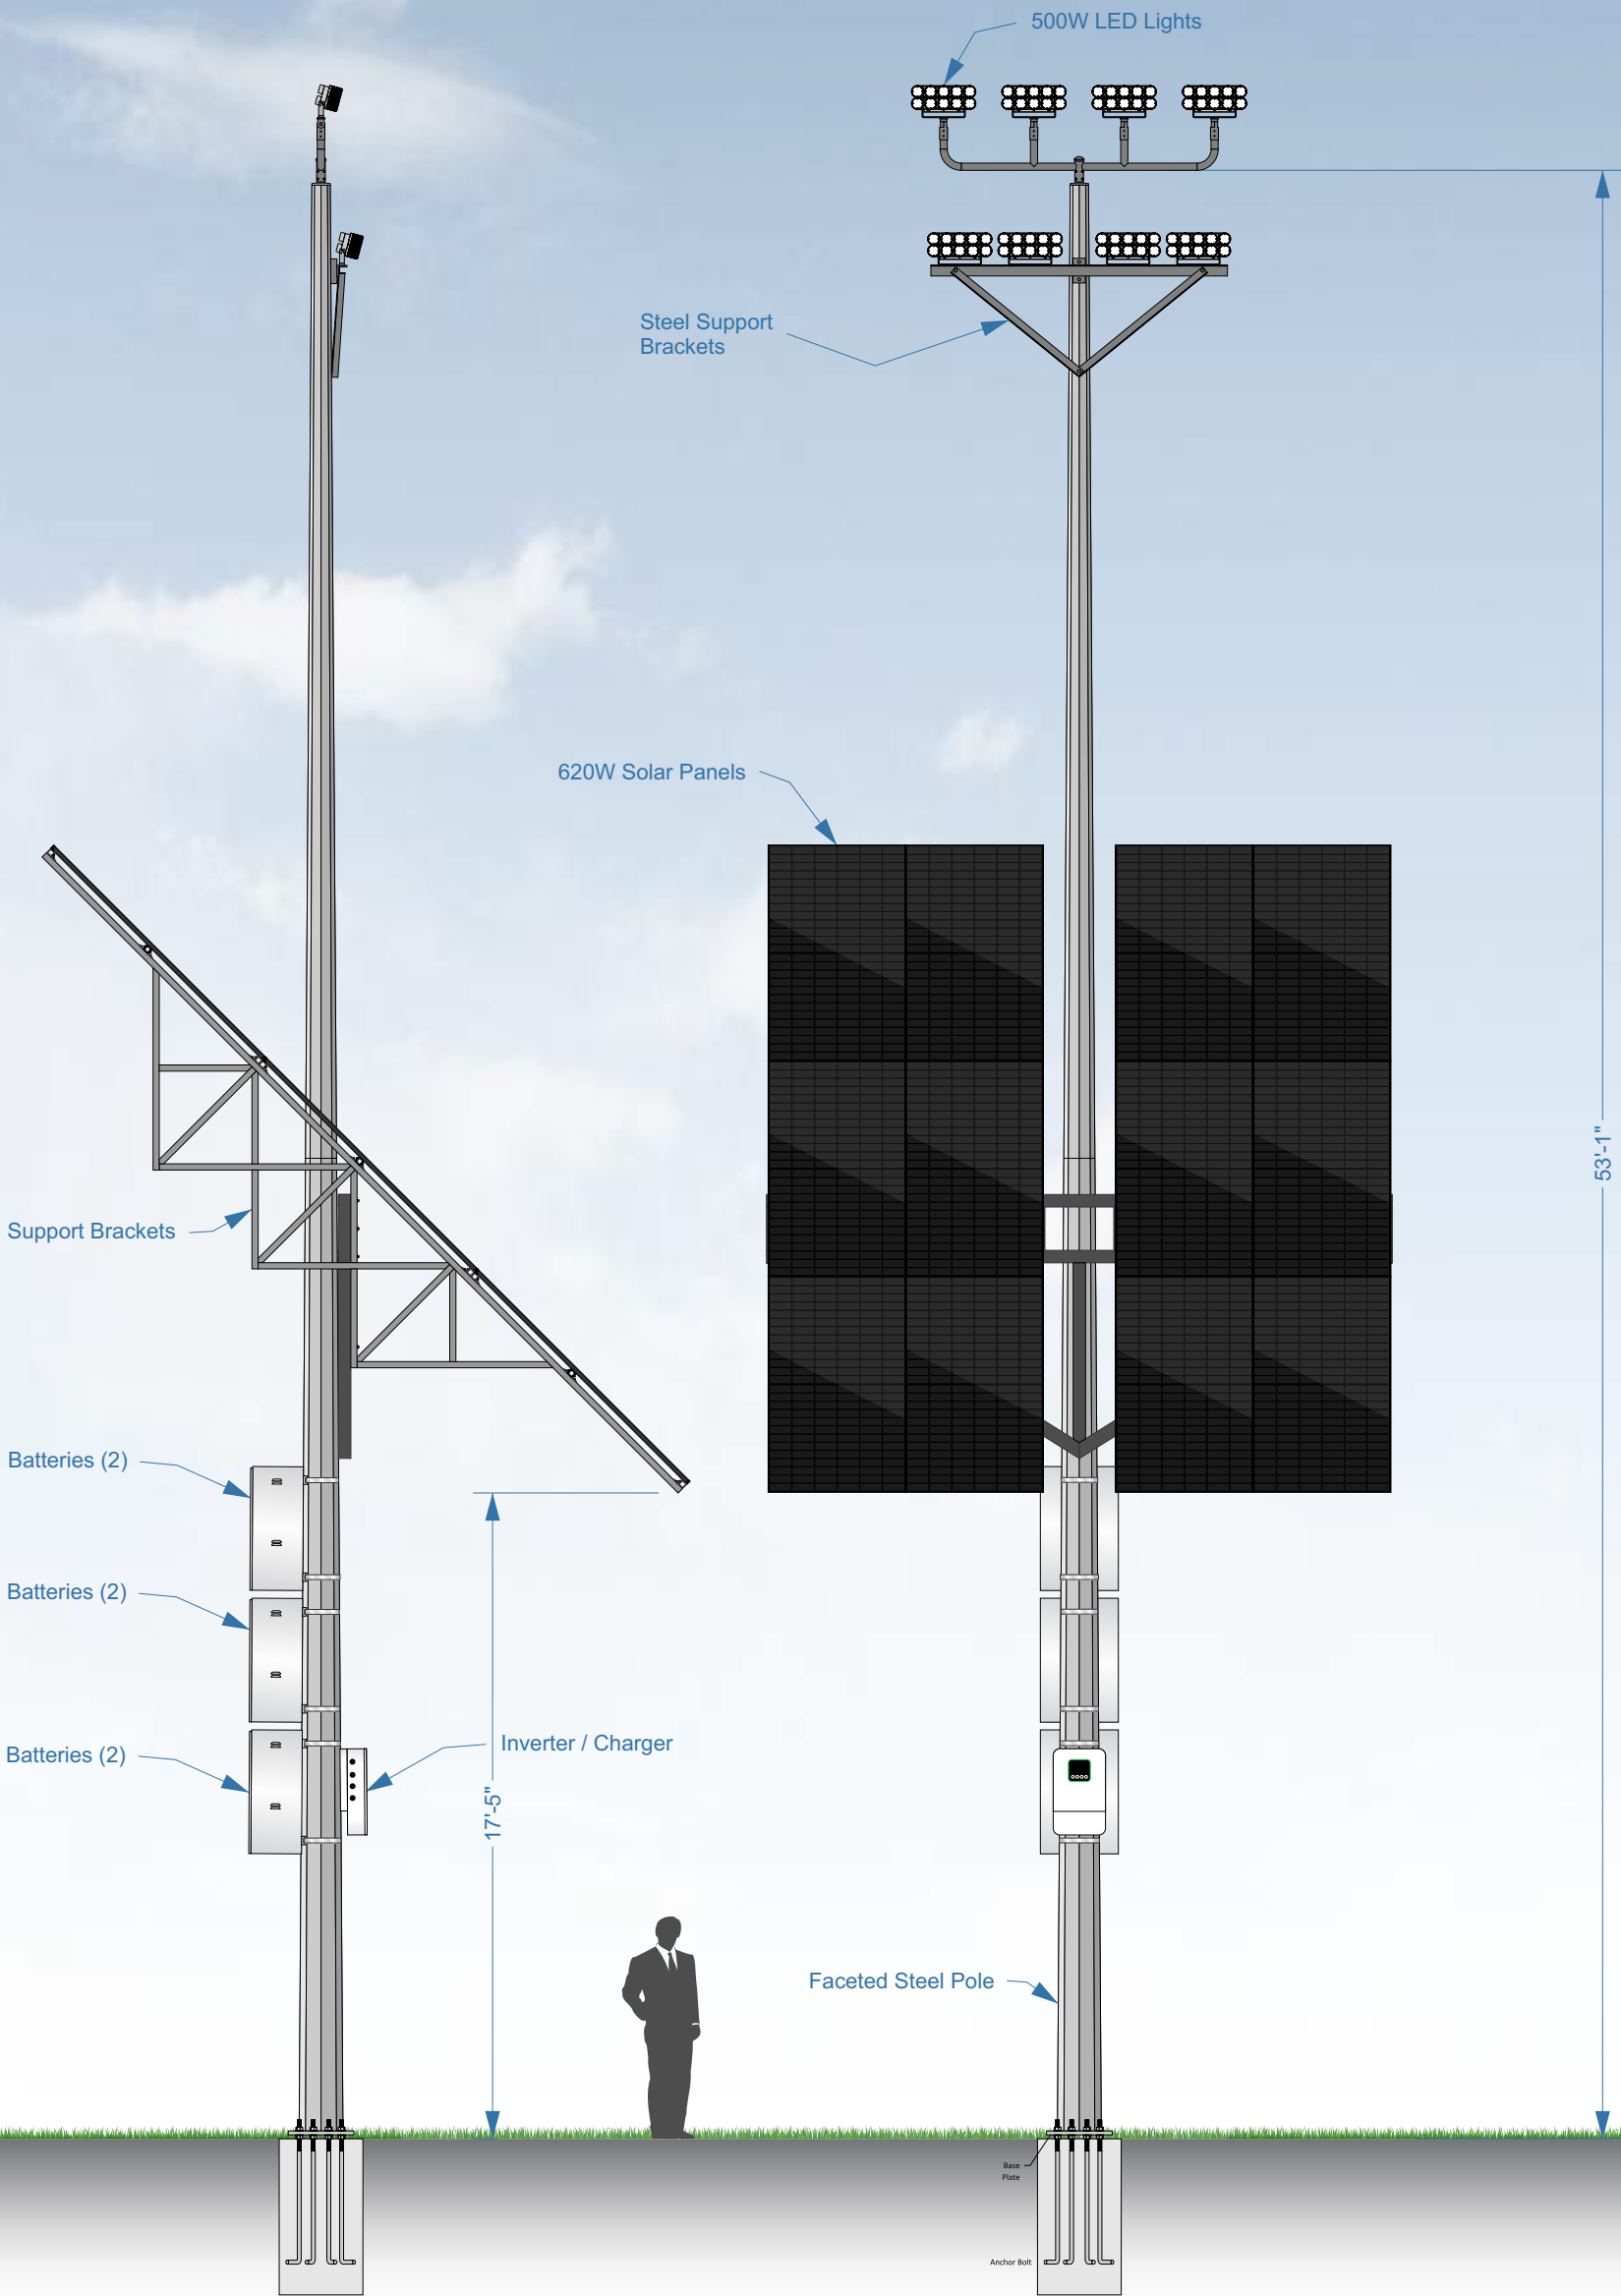 500W LED Lights
Steel Support
Brackets
620W Solar Panels
53'-1"
Support Brackets
Batteries (2)
Batteries (2)
Inverter / Charger
Batteries (2)
17'-5"
Faceted Steel Pole
Base
Plate
Anchor Bolt